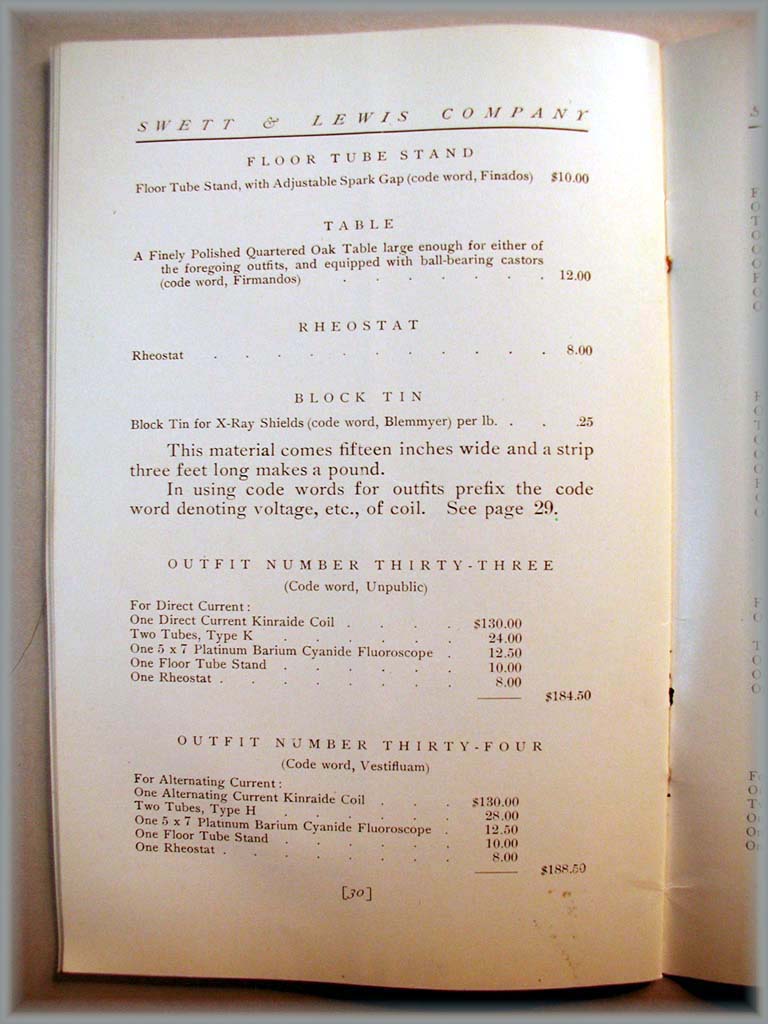 SWETT & LEWIS COMPANY
FLOOR TUBE STAND
Floor Tube Stand, with Adjustable Spark Gap (code word, Finados) $10.00
TABLE
A Finely Polished Quartered Oak Table large enough for either of
the foregoing outfits, and equipped with ball-bearing castors
(code word, Firmandos) . . . . . . . 12.00
RHEOSTAT
Rheostat . . . . . . . . . . . 8.00
BLOCK TIN
Block Tin for X-Ray Shields (code word, Blemmyer) per lb. . . .25
This material comes fifteen inches wide and a strip
three feet long makes a pound.
In using code words for outfits prefix the code
word denoting voltage, etc., of coil. See page 29.
OUTFIT NUMBER THIRTY-THREE
(Code word, Unpublic)
For Direct Current:
One Direct Current Kinraide Coil . . . . $130.00
Two Tubes, Type K . . . . . . 24.00
One 5 x 7 Platinum Barium Cyanide Fluoroscope . 12.50
One Floor Tube Stand . . . . . . 10.00
One Rheostat . . . . . . . . 8.00
$184.50
OUTFIT NUMBER THIRTY-FOUR
(Code word, Vestifluam)
For Alternating Current:
One Alternating Current Kinraide Coil . . . $130.00
Two Tubes, Type H . . . . . . 28.00
One 5 x 7 Platinum Barium Cyanide Fluoroscope . 12.50
One Floor Tube Stand . . . . . . 10.00
One Rheostat . . . . . . . . 8.00
$188.50
[30]